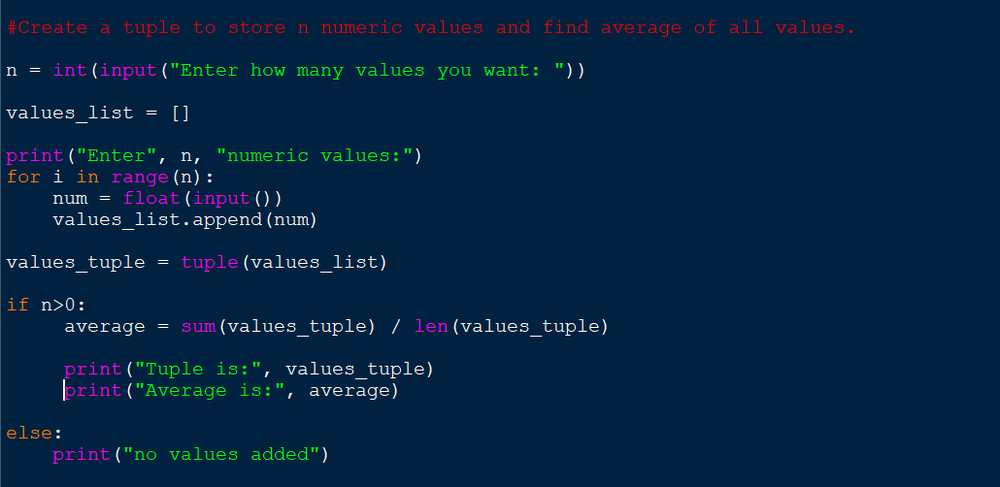 #Create a tuple to store n numeric values and find average of all values.
n = int(input("Enter how many values you want: "))
values_list = []
print("Enter", n, "numeric values:")
for i in range(n):
    num = float(input())
    values_list.append(num)
values_tuple = tuple(values_list)
if n>0:
     average = sum(values_tuple) / len(values_tuple)
     print("Tuple is:", values_tuple)
     print("Average is:", average)
else:
    print("no values added")